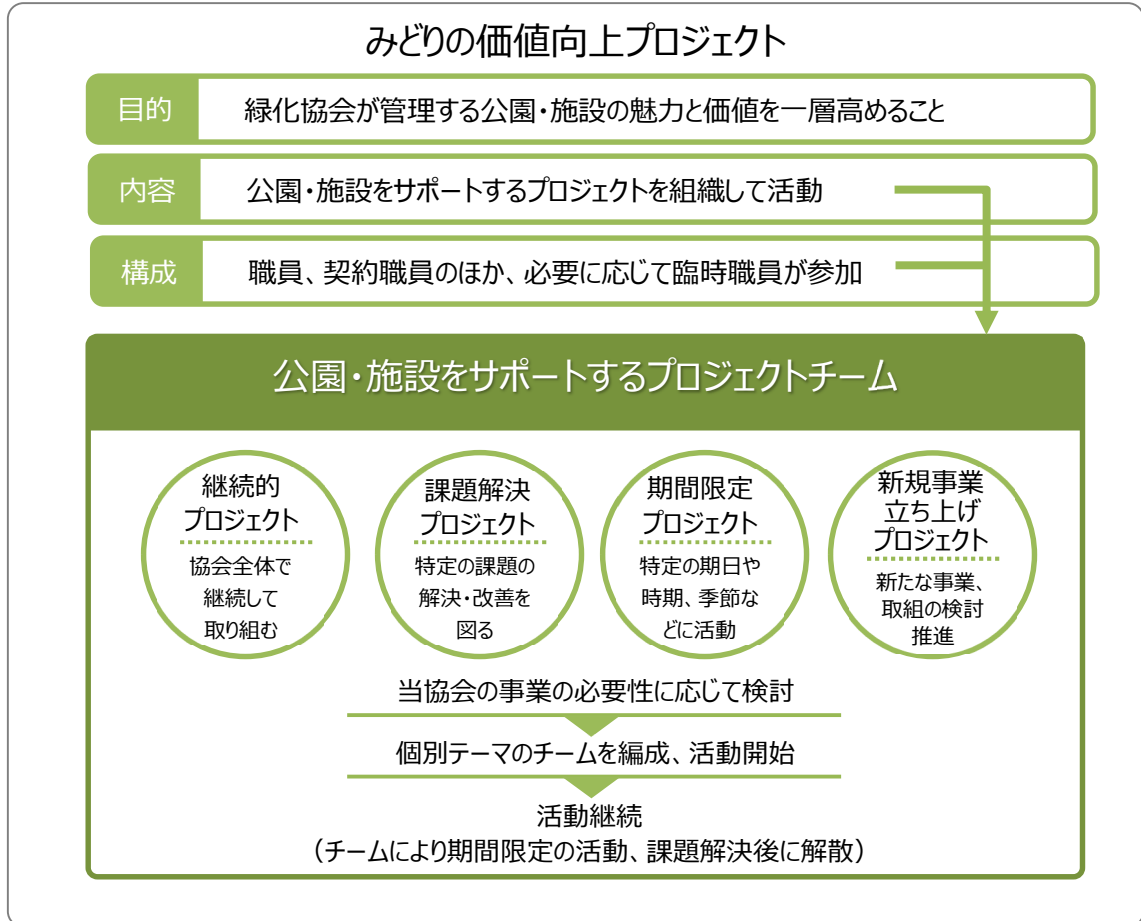 みどりの価値向上プロジェクト
目的
緑化協会が管理する公園・施設の魅力と価値を一層高めること
内容
公園・施設をサポートするプロジェクトを組織して活動
構成
職員、契約職員のほか、必要に応じて臨時職員が参加
公園・施設をサポートするプロジェクトチーム
継続的
プロジェクト
協会全体で
継続して
取り組む
課題解決
プロジェクト
特定の課題の
解決・改善を
図る
期間限定
プロジェクト
特定の期日や
時期、季節な
どに活動
新規事業
立ち上げ
プロジェクト
新たな事業、
取組の検討
推進
当協会の事業の必要性に応じて検討
個別テーマのチームを編成、活動開始
活動継続
（チームにより期間限定の活動、課題解決後に解散）